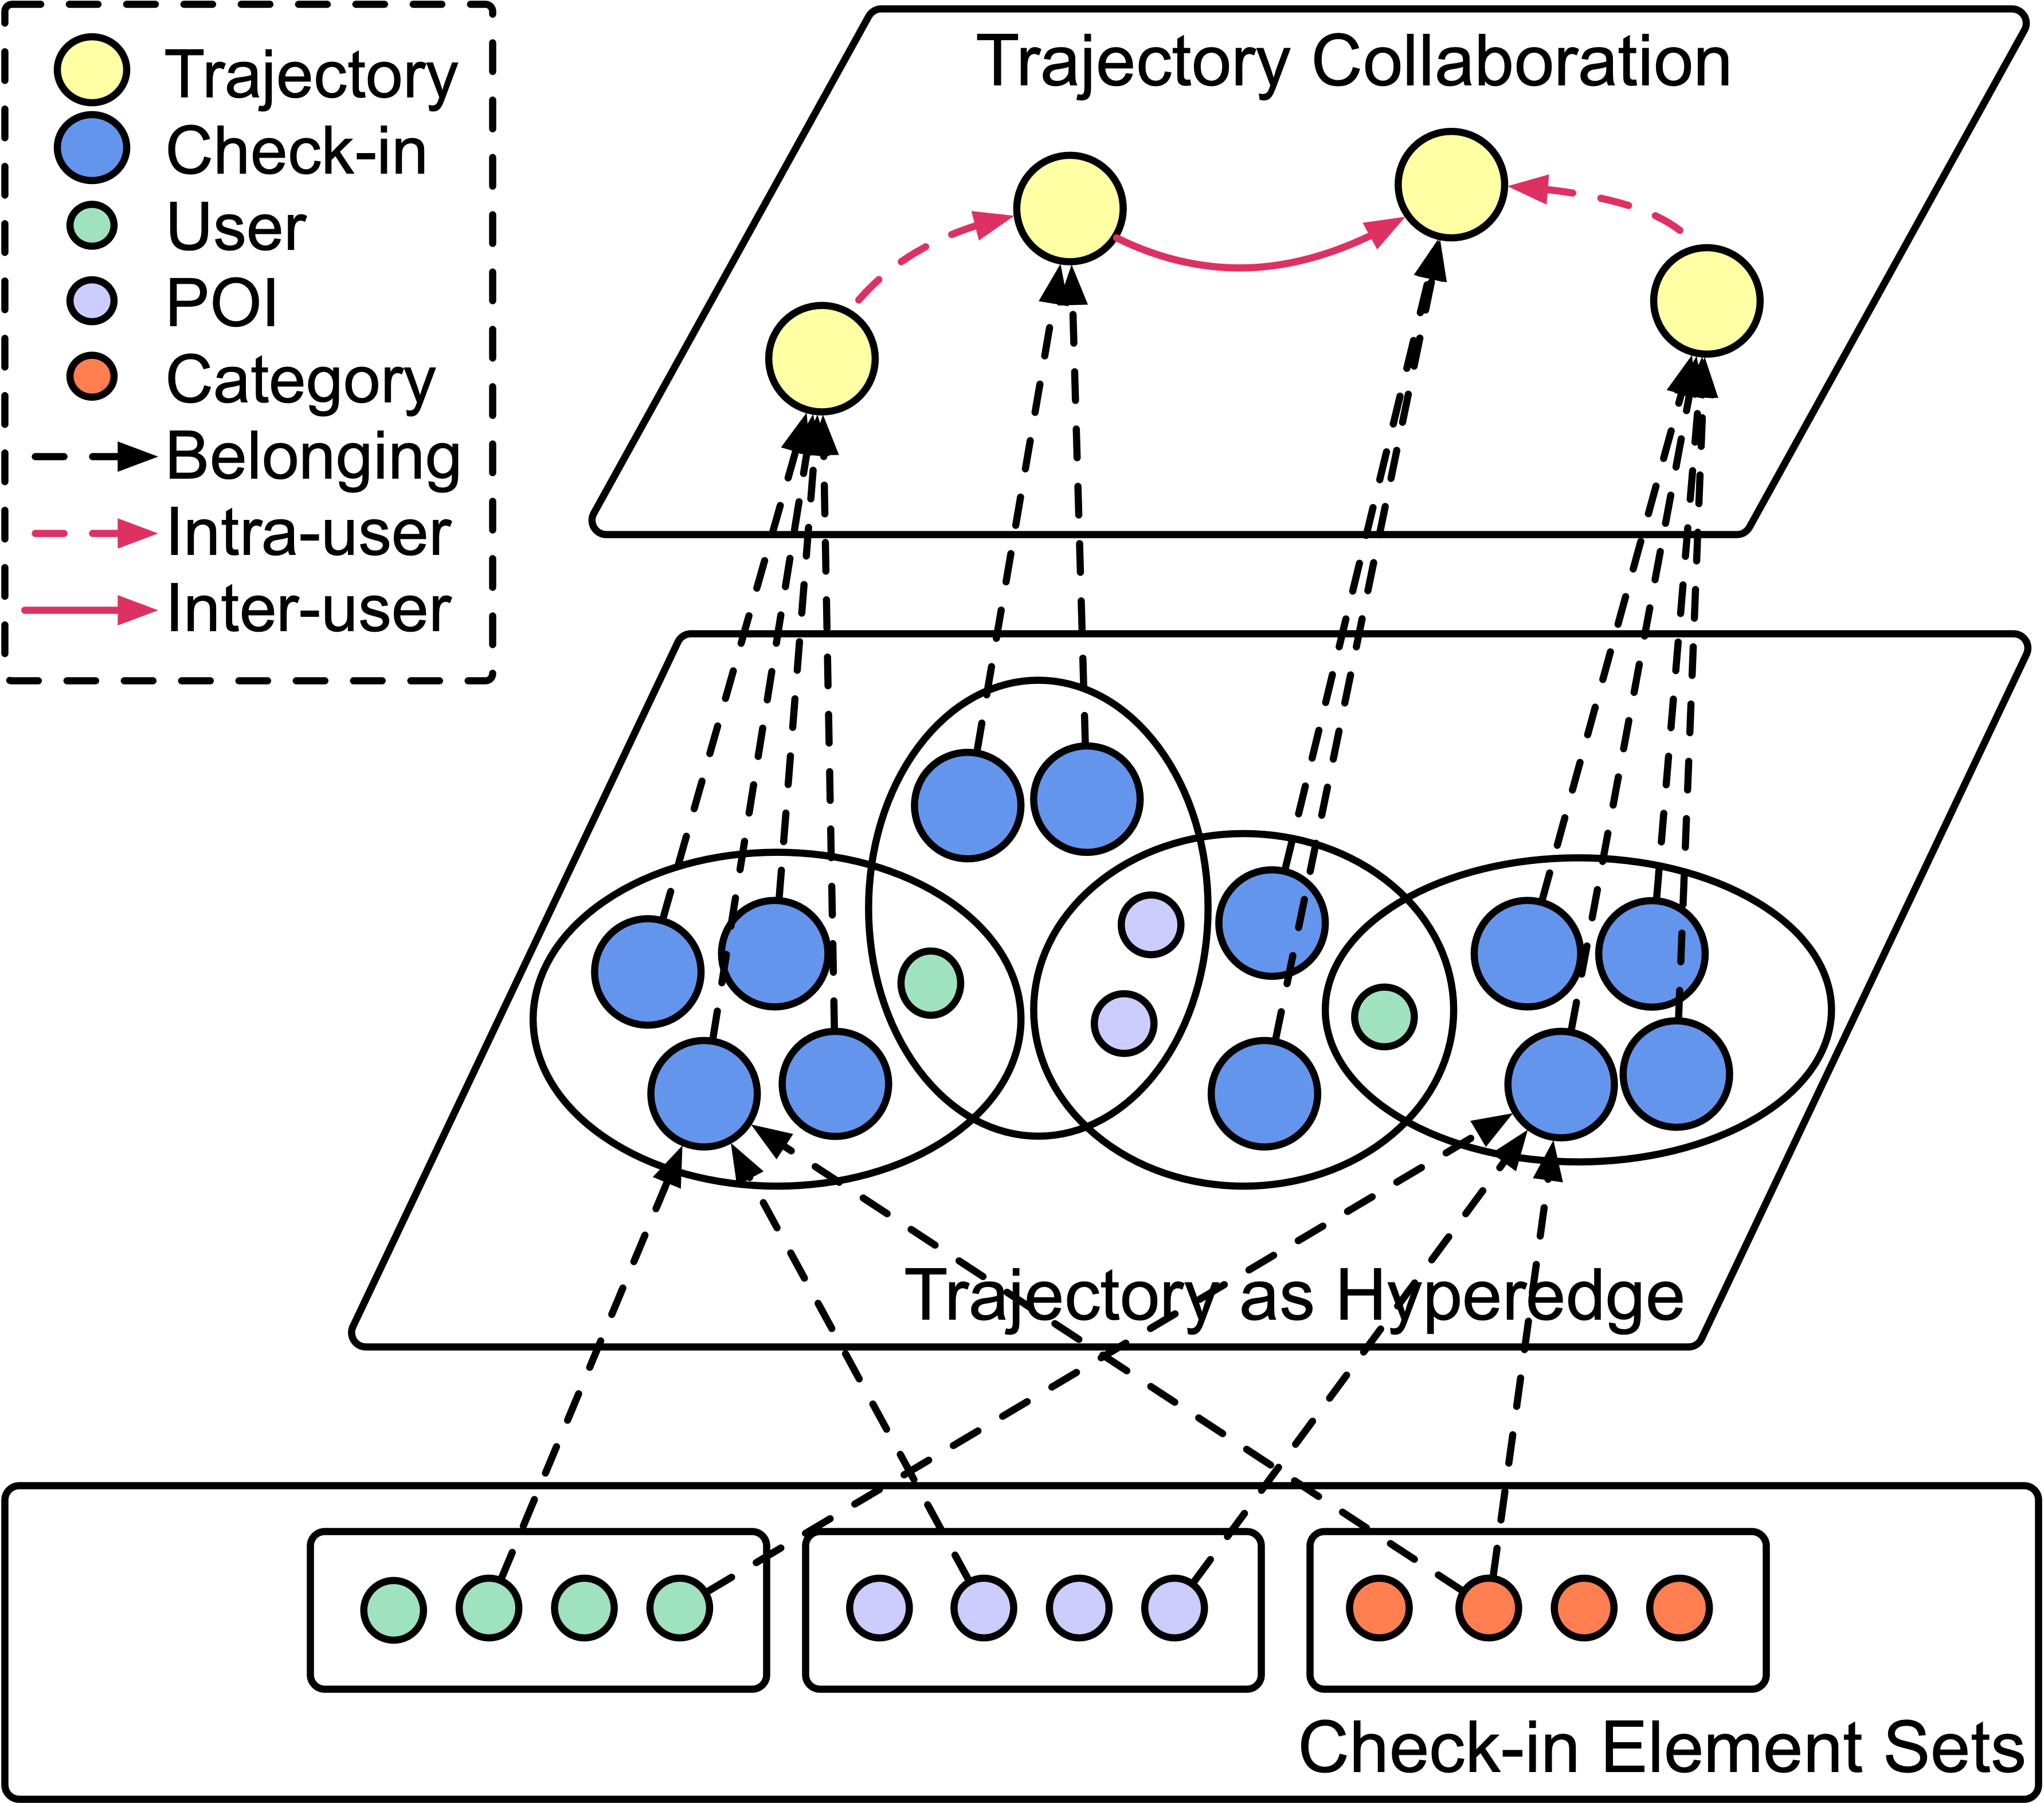 Trajectory
Check-in
User
POI
Category
Belonging
Intra-user
Inter-user
Trajectory Collaboration
Trajectory as Hyperedge
Check-in Element Sets